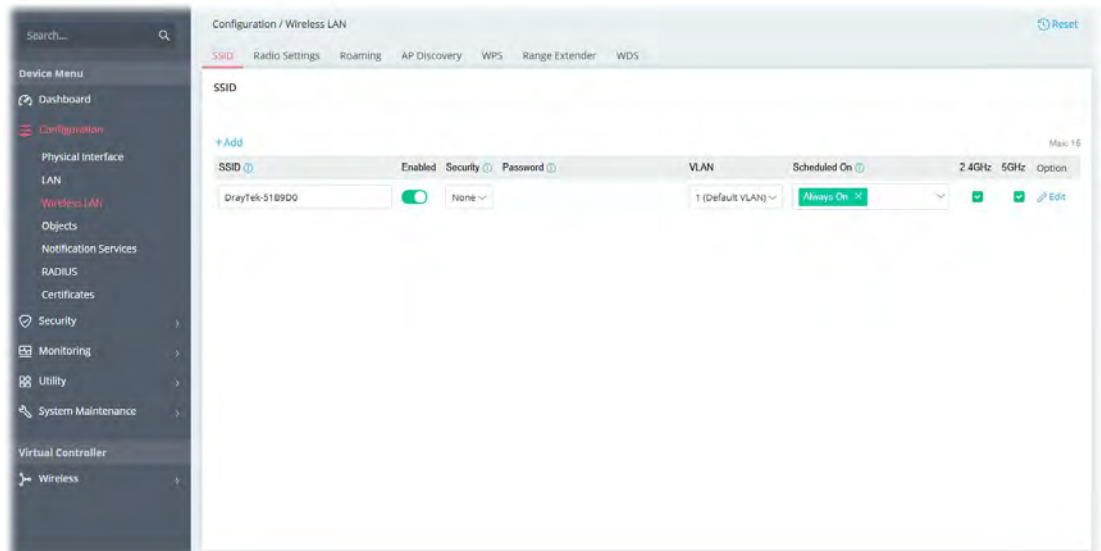 Search...
Device Menu
Dashboard
Configuration
Physical Interface
LAN
Wireless LAN
Objects
Notification Services
RADIUS
Certificates
Security
Monitoring
Utility
System Maintenance
Virtual Controller
Wireless
Configuration / Wireless LAN Reset
SSID Radio Settings Roaming AP Discovery WPS Range Extender WDS
SSID
+Add Max: 16
SSID Enabled Security Password VLAN Scheduled On 2.4GHz 5GHz Option
DrayTek-51B9D0 None 1 (Default VLAN) Always On × Edit